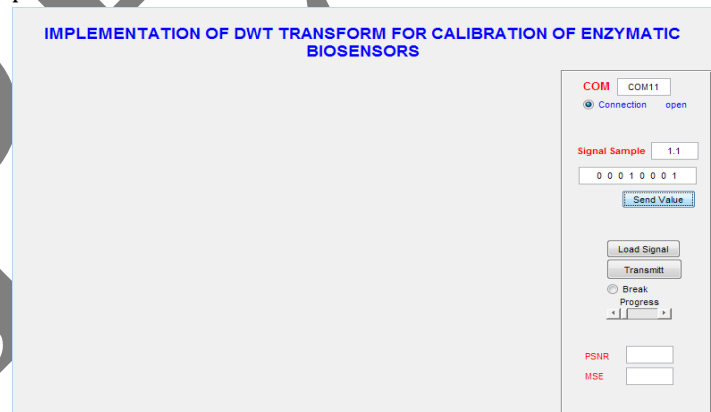 IMPLEMENTATION OF DWT TRANSFORM FOR CALIBRATION OF ENZYMATIC
BIOSENSORS
COM COM11
Connection open
Signal Sample 1.1
0 0 0 1 0 0 0 1
Send Value
Load Signal
Transmitt
Break
Progress
PSNR
MSE